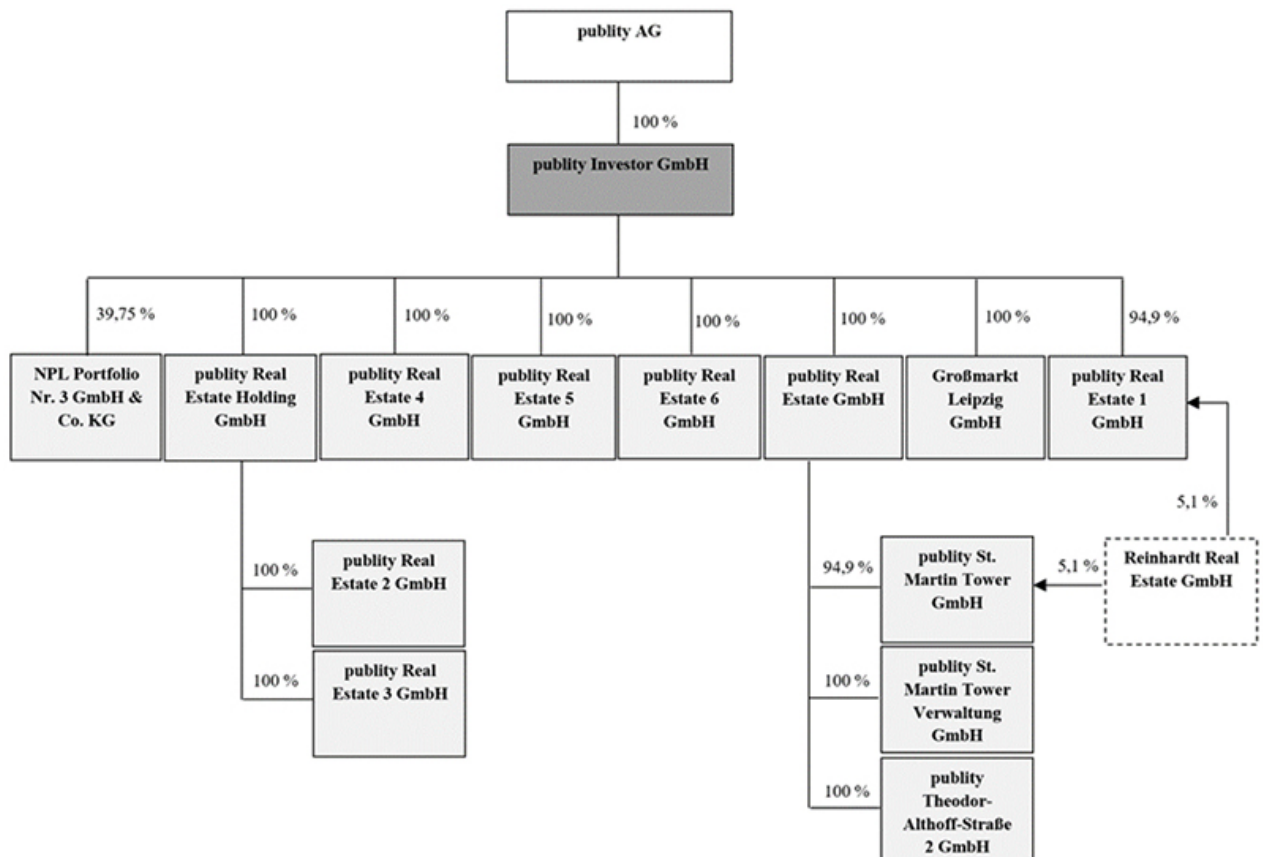 publity AG
100 %
publity Investor GmbH
39,75 %
100 %
100 %
100 %
100 %
100 %
100 %
94,9 %
NPL Portfolio
Nr. 3 GmbH &
Co. KG
publity Real
Estate Holding
GmbH
publity Real
Estate 4
GmbH
publity Real
Estate 5
GmbH
publity Real
Estate 6
GmbH
publity Real
Estate GmbH
Großmarkt
Leipzig
GmbH
publity Real
Estate 1
GmbH
5,1 %
100 %
publity Real
Estate 2 GmbH
100 %
publity Real
Estate 3 GmbH
94,9 %
publity St.
Martin Tower
GmbH
5,1 %
Reinhardt Real
Estate GmbH
100 %
publity St.
Martin Tower
Verwaltung
GmbH
100 %
publity
Theodor-
Althoff-Straße
2 GmbH